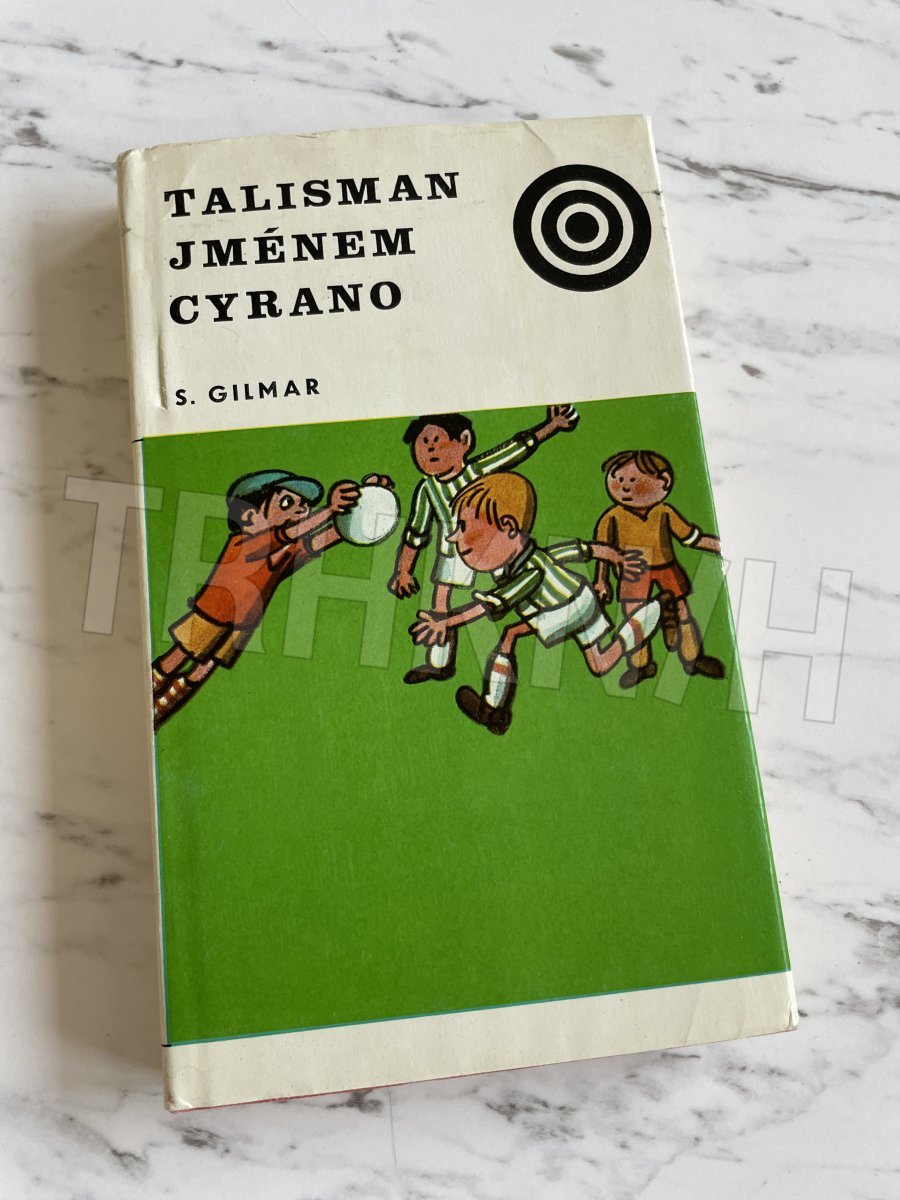 TALISMAN
JMÉNEM
CYRANO
S. GILMAR